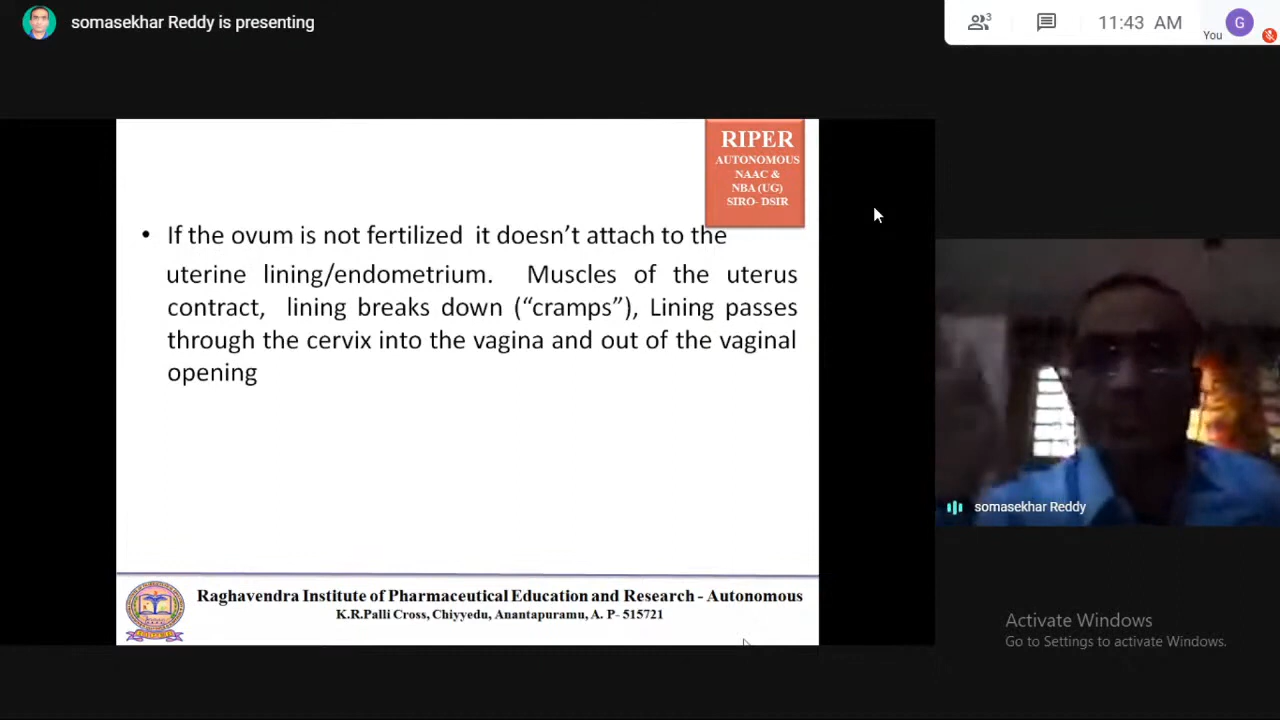 somasekhar Reddy is presenting
3
11:43 AM
You
G
RIPER
AUTONOMOUS
NAAC &
NBA (UG)
SIRO- DSIR
• If the ovum is not fertilized it doesn't attach to the
uterine lining/endometrium. Muscles of the uterus
contract, lining breaks down (“cramps”), Lining passes
through the cervix into the vagina and out of the vaginal
opening
somasekhar Reddy
Raghavendra Institute of Pharmaceutical Education and Research - Autonomous
K.R.Palli Cross, Chiyyedu, Anantapuramu, A. P- 515721
Activate Windows
Go to Settings to activate Windows.